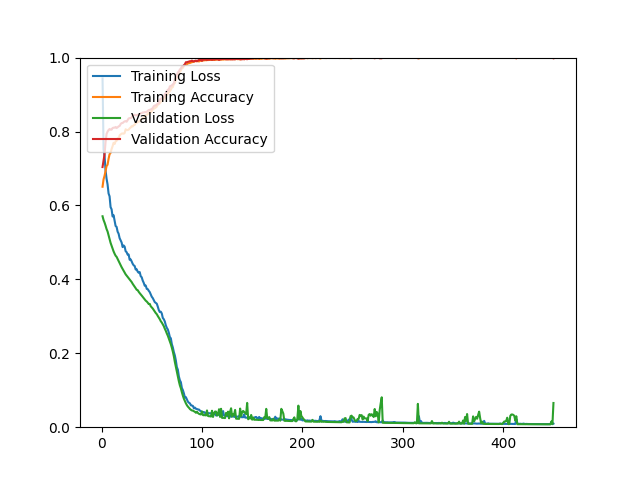 Training Loss
Training Accuracy
Validation Loss
Validation Accuracy
1.0
0.8
0.6
0.4
0.2
0.0
0 100 200 300 400